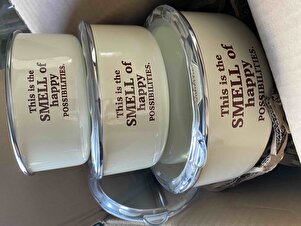 This is the
SMELL of
happy
POSSIBILITIES.
This is the
SMELL of
happy
POSSIBILITIES.
This is the
SMELL of
happy
POSSIBILITIES.